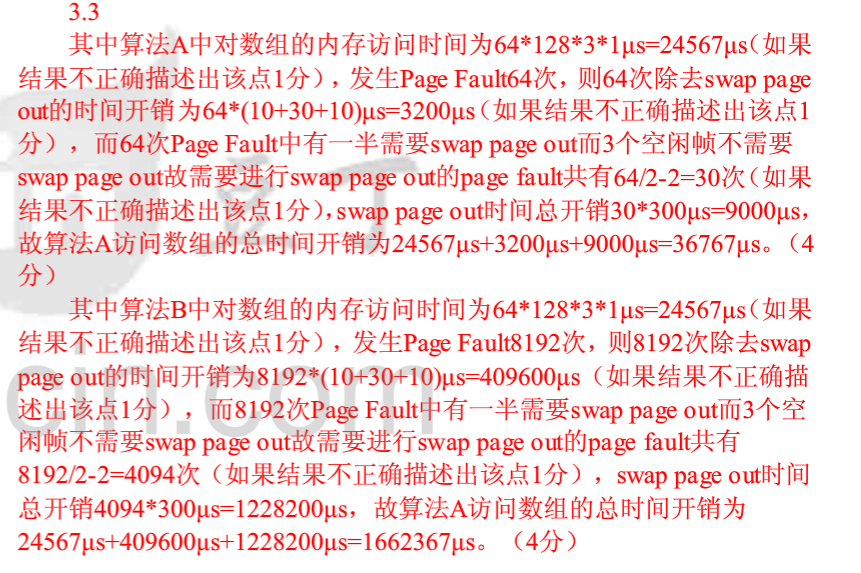 3.3
其中算法A中对数组的内存访问时间为64*128*3*1μs=24567μs（如果
结果不正确描述出该点1分），发生Page Fault64次，则64次除去swap page
out的时间开销为64*(10+30+10)μs=3200μs（如果结果不正确描述出该点1
分），而64次Page Fault中有一半需要swap page out而3个空闲帧不需要
swap page out故需要进行swap page out的page fault共有64/2-2=30次（如果
结果不正确描述出该点1分），swap page out时间总开销30*300μs=9000μs，
故算法A访问数组的总时间开销为24567μs+3200μs+9000μs=36767μs。（4
分）
其中算法B中对数组的内存访问时间为64*128*3*1μs=24567μs（如果
结果不正确描述出该点1分），发生Page Fault8192次，则8192次除去swap
page out的时间开销为8192*(10+30+10)μs=409600μs（如果结果不正确描
述出该点1分），而8192次Page Fault中有一半需要swap page out而3个空
闲帧不需要swap page out故需要进行swap page out的page fault共有
8192/2-2=4094次（如果结果不正确描述出该点1分），swap page out时间
总开销4094*300μs=1228200μs，故算法A访问数组的总时间开销为
24567μs+409600μs+1228200μs=1662367μs。（4分）
豆丁
cin.com